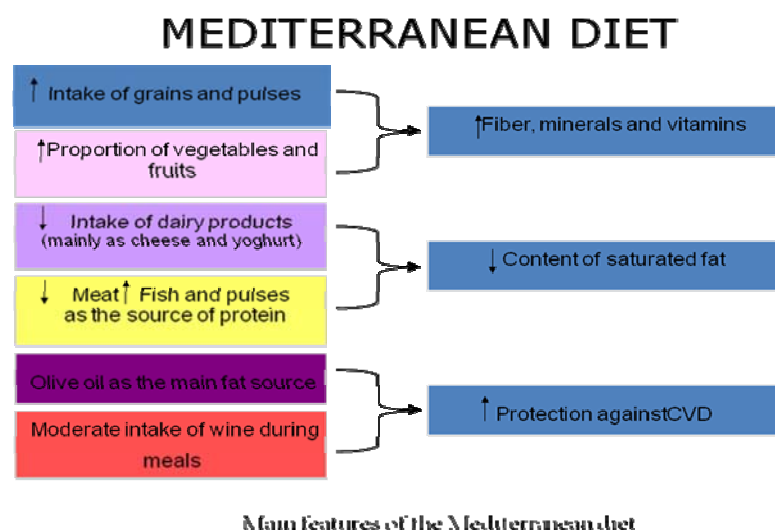 MEDITERRANEAN DIET
↑ Intake of grains and pulses
↑Proportion of vegetables and
fruits
↑Fiber, minerals and vitamins
↓ Intake of dairy products
(mainly as cheese and yoghurt)
↓ Meat↑ Fish and pulses
as the source of protein
↓ Content of saturated fat
Olive oil as the main fat source
Moderate intake of wine during
meals
↑ Protection againstCVD
Main features of the Mediterranean diet